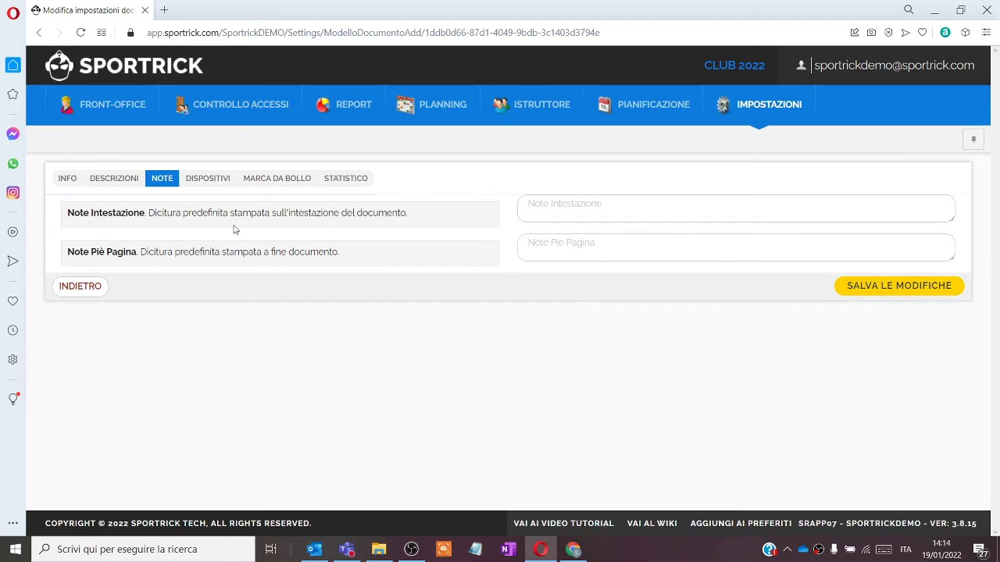 Modifica impostazioni doc
app.sportrick.com/SportrickDEMO/Settings/ModelloDocumentoAdd/1ddb0d66-87d1-4049-9bdb-3c1403d3794e
SPORTRICK
CLUB 2022
sportrickdemo@sportrick.com
FRONT-OFFICE
CONTROLLO ACCESSI
REPORT
PLANNING
ISTRUTTORE
PIANIFICAZIONE
IMPOSTAZIONI
INFO
DESCRIZIONI
NOTE
DISPOSITIVI
MARCA DA BOLLO
STATISTICO
Note Intestazione. Dicitura predefinita stampata sull'intestazione del documento.
Note Intestazione
Note Piè Pagina. Dicitura predefinita stampata a fine documento.
Note Pie Pagina
INDIETRO
SALVA LE MODIFICHE
COPYRIGHT © 2022 SPORTRICK TECH, ALL RIGHTS RESERVED.
VAI AI VIDEO TUTORIAL
VAI AL WIKI
AGGIUNGI AI PREFERITI
SRAPP07 - SPORTRICKDEMO - VER: 3.8.15
Scrivi qui per eseguire la ricerca
ITA
14:14
19/01/2022
27